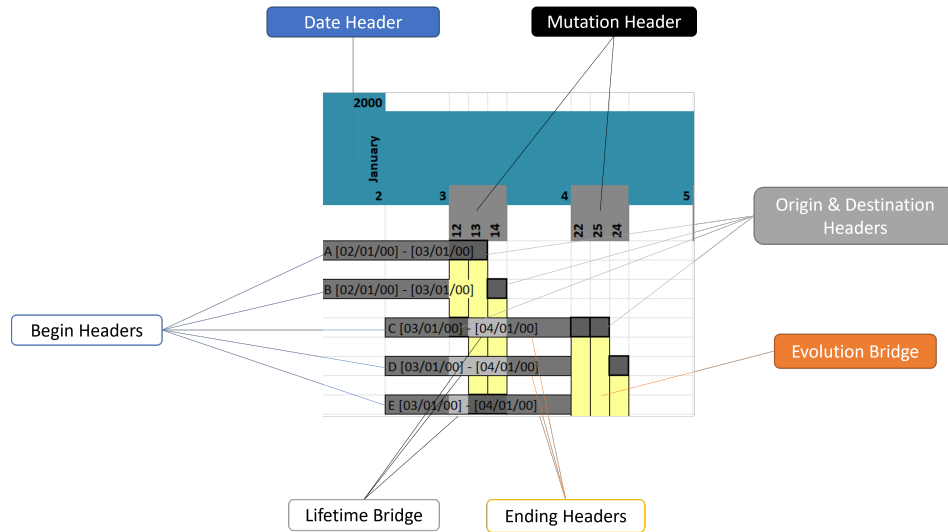 Date Header
Mutation Header
2000
January
2
3
4
5
12
13
14
22
25
24
Origin & Destination
Headers
A [02/01/00] - [03/01/00]
B [02/01/00] - [03/01/00]
C [03/01/00] - [04/01/00]
Begin Headers
Evolution Bridge
D [03/01/00] - [04/01/00]
E [03/01/00] - [04/01/00]
Lifetime Bridge
Ending Headers